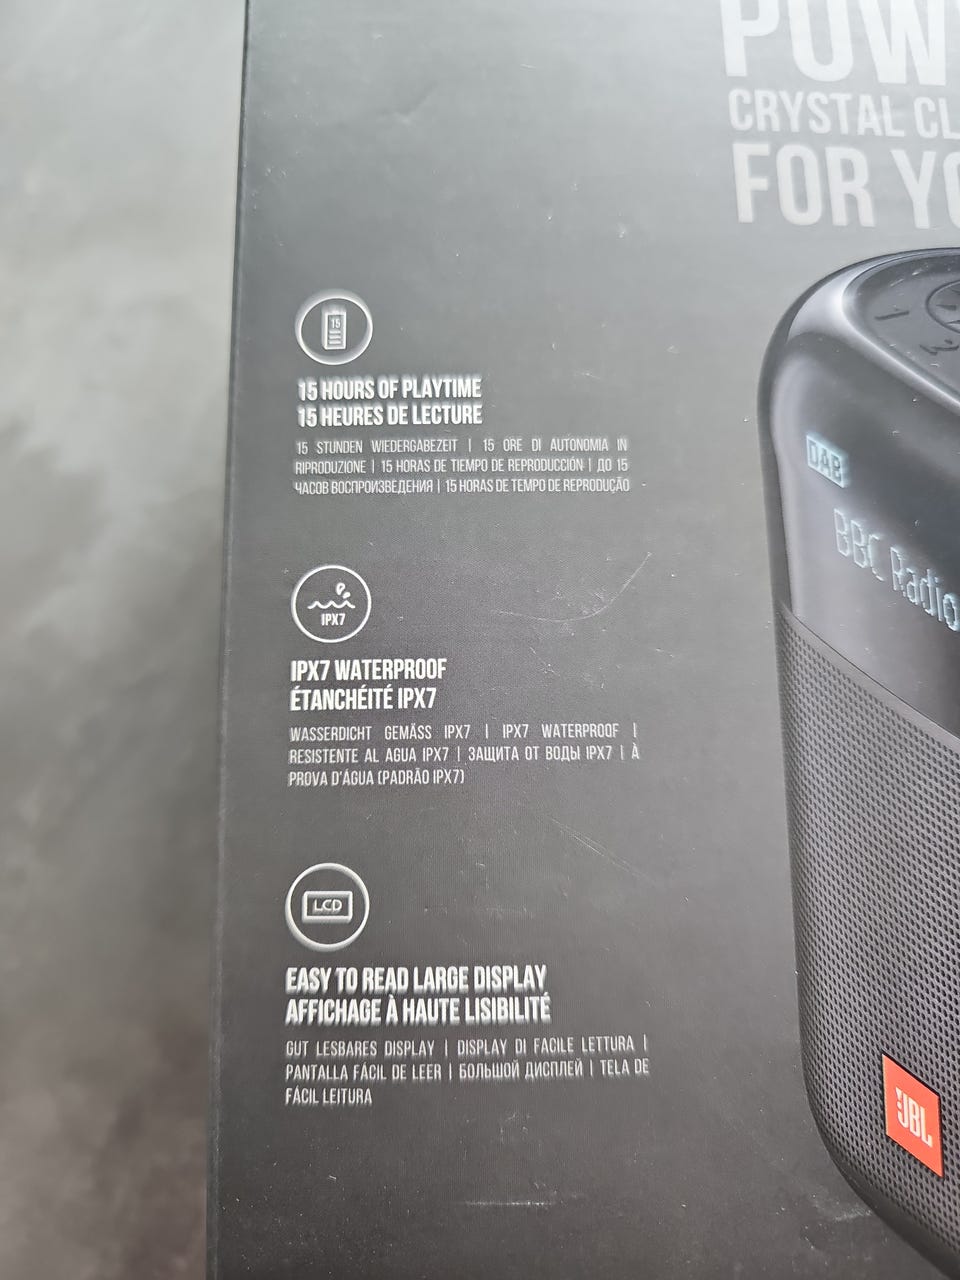 POW
CRYSTAL CL
FOR YO
15
15 HOURS OF PLAYTIME
15 HEURES DE LECTURE
15 STUNDEN WIEDERGABEZEIT | 15 ORE DI AUTONOMIA IN
RIPRODUZIONE | 15 HORAS DE TIEMPO DE REPRODUCCIÓN | ДО 15
ЧАСОВ ВОСПРОИЗВЕДЕНИЯ | 15 HORAS DE TEMPO DE REPRODUÇÃO
DAB
BBC Radio
IPX7
IPX7 WATERPROOF
ÉTANCHÉITÉ IPX7
WASSERDICHT GEMÄSS IPX7 | IPX7 WATERPROOF |
RESISTENTE AL AGUA IPX7 | ЗАЩИТА ОТ ВОДЫ IPX7 | À
PROVA D'ÁGUA (PADRÃO IPX7)
LCD
EASY TO READ LARGE DISPLAY
AFFICHAGE À HAUTE LISIBILITÉ
GUT LESBARES DISPLAY | DISPLAY DI FACILE LETTURA |
PANTALLA FÁCIL DE LEER | БОЛЬШОЙ ДИСПЛЕЙ | TELA DE
FÁCIL LEITURA
JBL